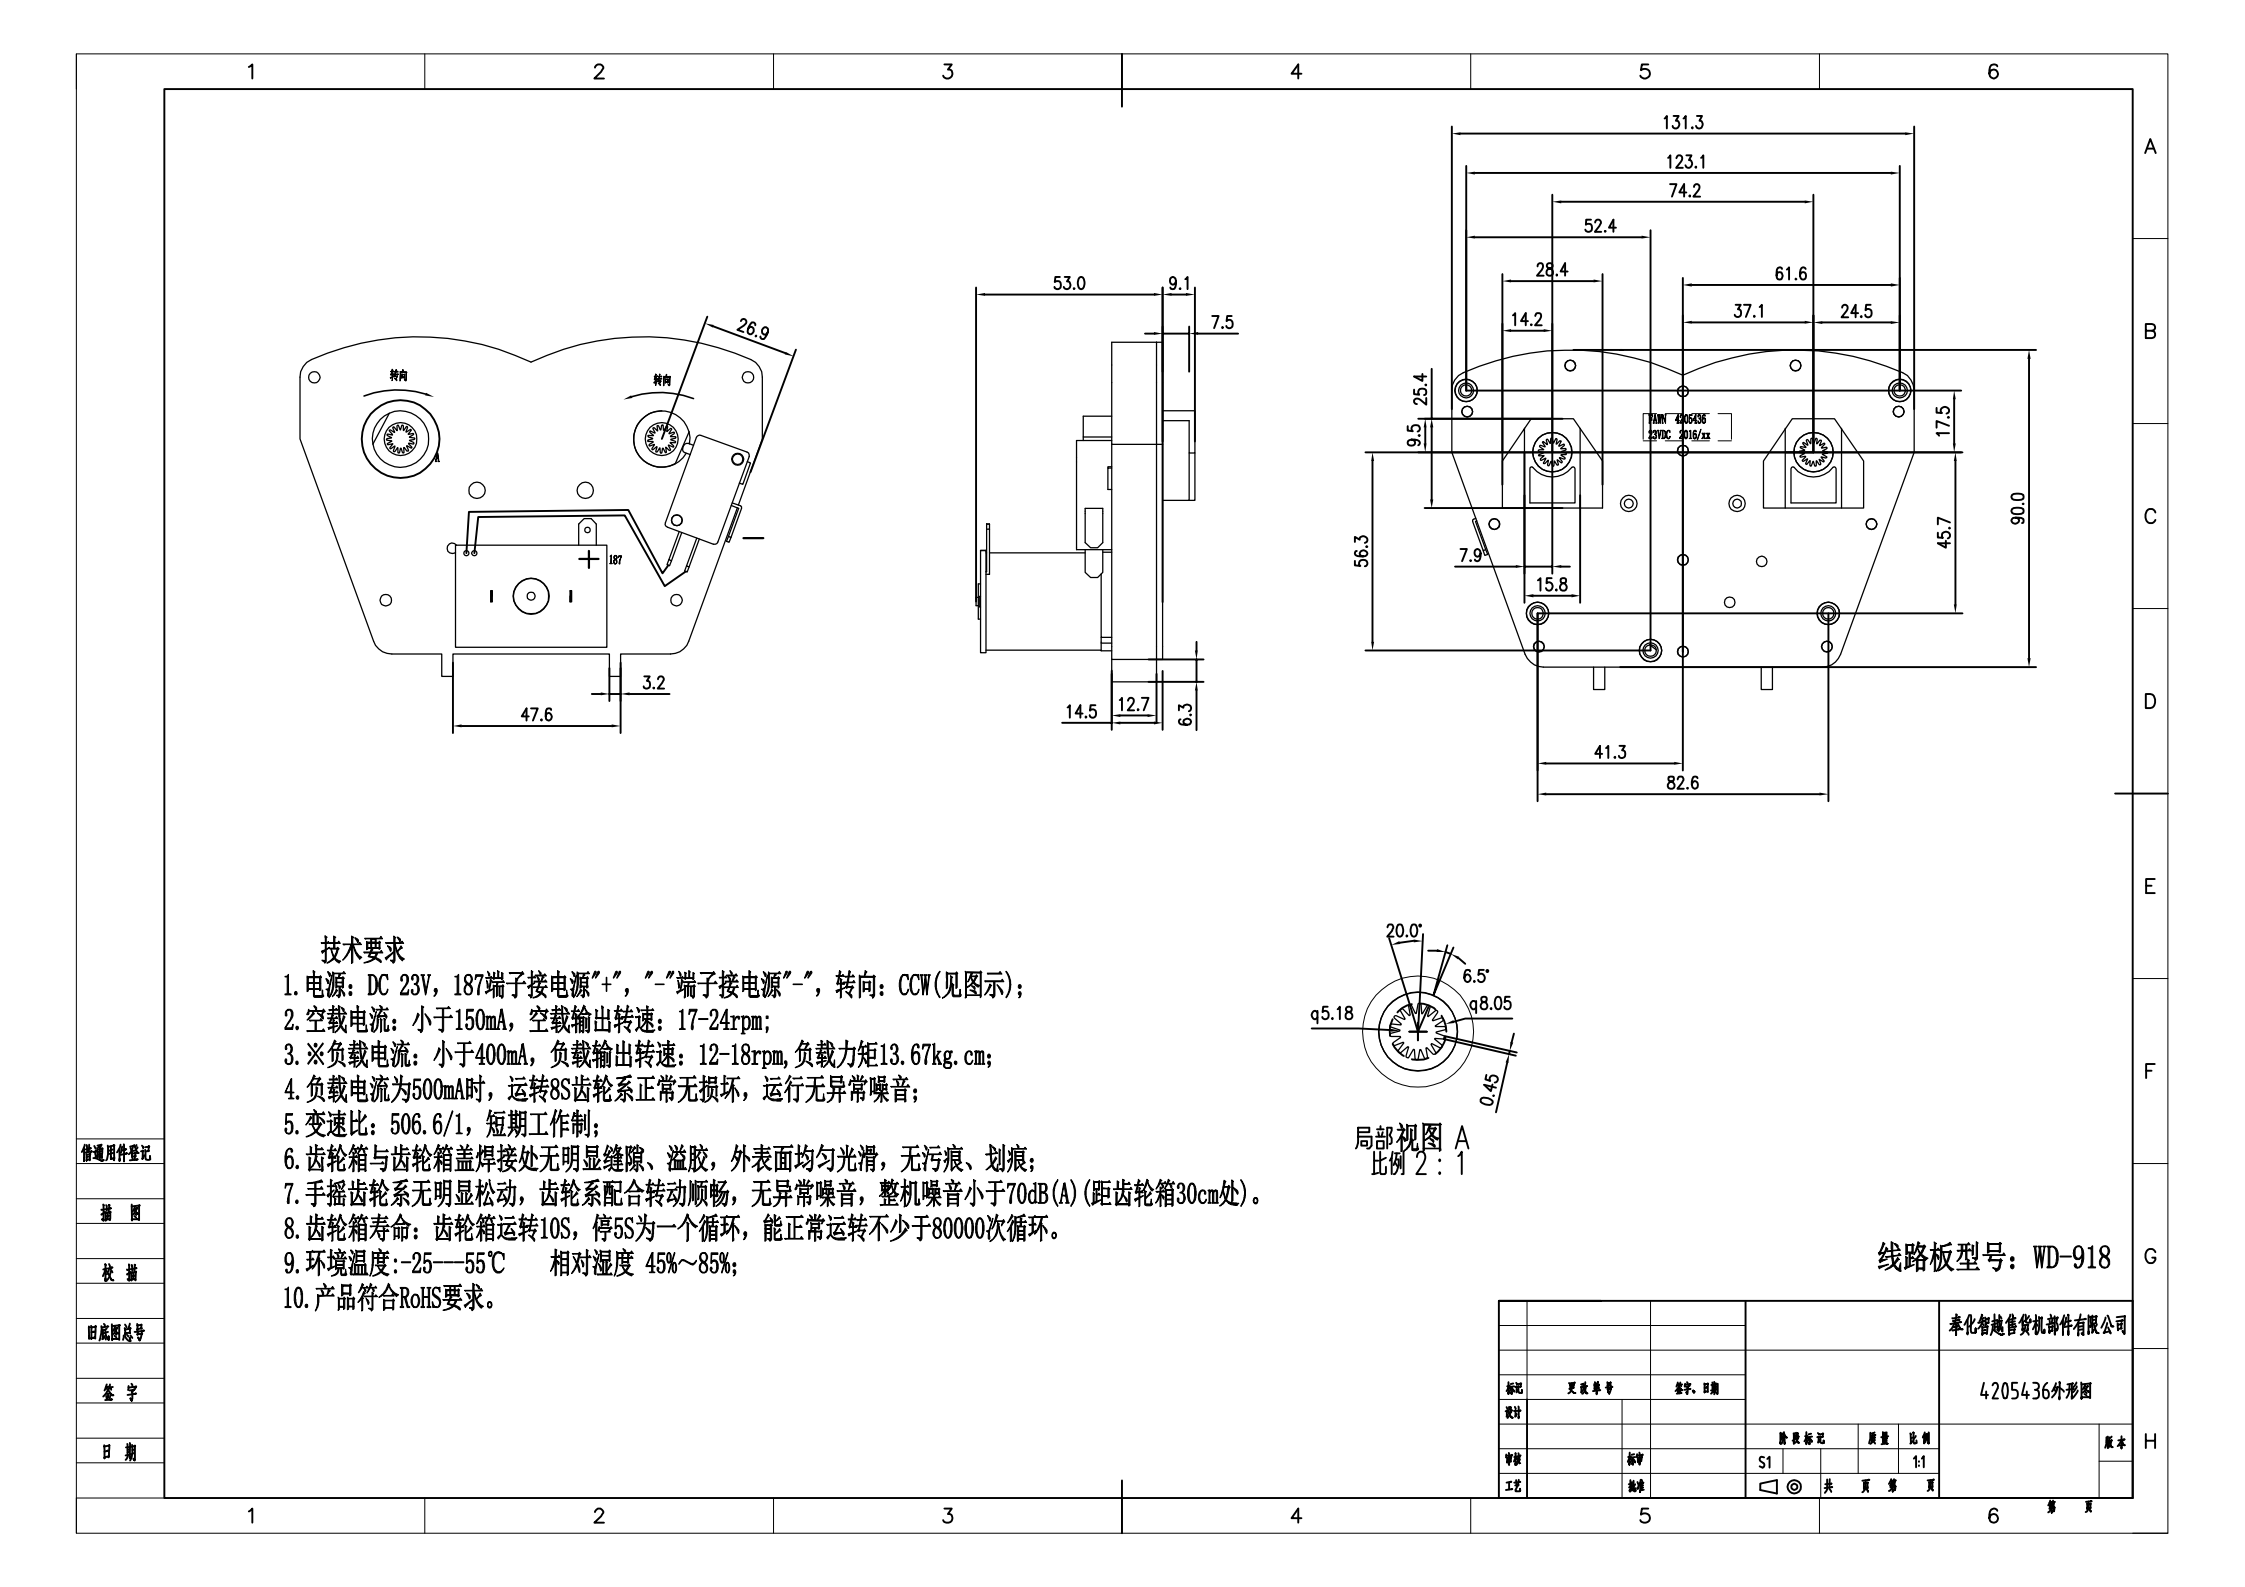 1 2 3 4 5 6
A
B
C
D
E
F
G
H
转向
转向
26.9
A
187
3.2
47.6
53.0
9.1
7.5
14.5
12.7
6.3
131.3
123.1
74.2
52.4
28.4
61.6
14.2
37.1
24.5
25.4
9.5
17.5
FAWN 4205436
23VDC 2016/xx
56.3
7.9
15.8
45.7
90.0
41.3
82.6
20.0°
6.5°
q5.18
q8.05
0.45
局部视图 A
比例 2: 1
技术要求
1.电源: DC 23V, 187端子接电源"+", "-"端子接电源"-", 转向: CCW(见图示);
2.空载电流: 小于150mA, 空载输出转速: 17-24rpm;
3.※负载电流: 小于400mA, 负载输出转速: 12-18rpm,负载力矩13.67kg.cm;
4.负载电流为500mA时, 运转8S齿轮系正常无损坏, 运行无异常噪音;
5.变速比: 506.6/1, 短期工作制;
6.齿轮箱与齿轮箱盖焊接处无明显缝隙、溢胶, 外表面均匀光滑, 无污痕、划痕;
7.手摇齿轮系无明显松动, 齿轮系配合转动顺畅, 无异常噪音, 整机噪音小于70dB(A)(距齿轮箱30cm处)。
8.齿轮箱寿命: 齿轮箱运转10S, 停5S为一个循环, 能正常运转不少于80000次循环。
9.环境温度:-25---55℃ 相对湿度 45%~85%;
10.产品符合RoHS要求。
借通用件登记
描 图
校 描
旧底图总号
签 字
日 期
线路板型号: WD-918
奉化智越售货机部件有限公司
4205436外形图
标记 更改单号 签字、日期
设计
阶段标记 质量 比例
审核 标审 S1 1:1
工艺 批准 共 页 第 页
版本
第 页
1 2 3 4 5 6